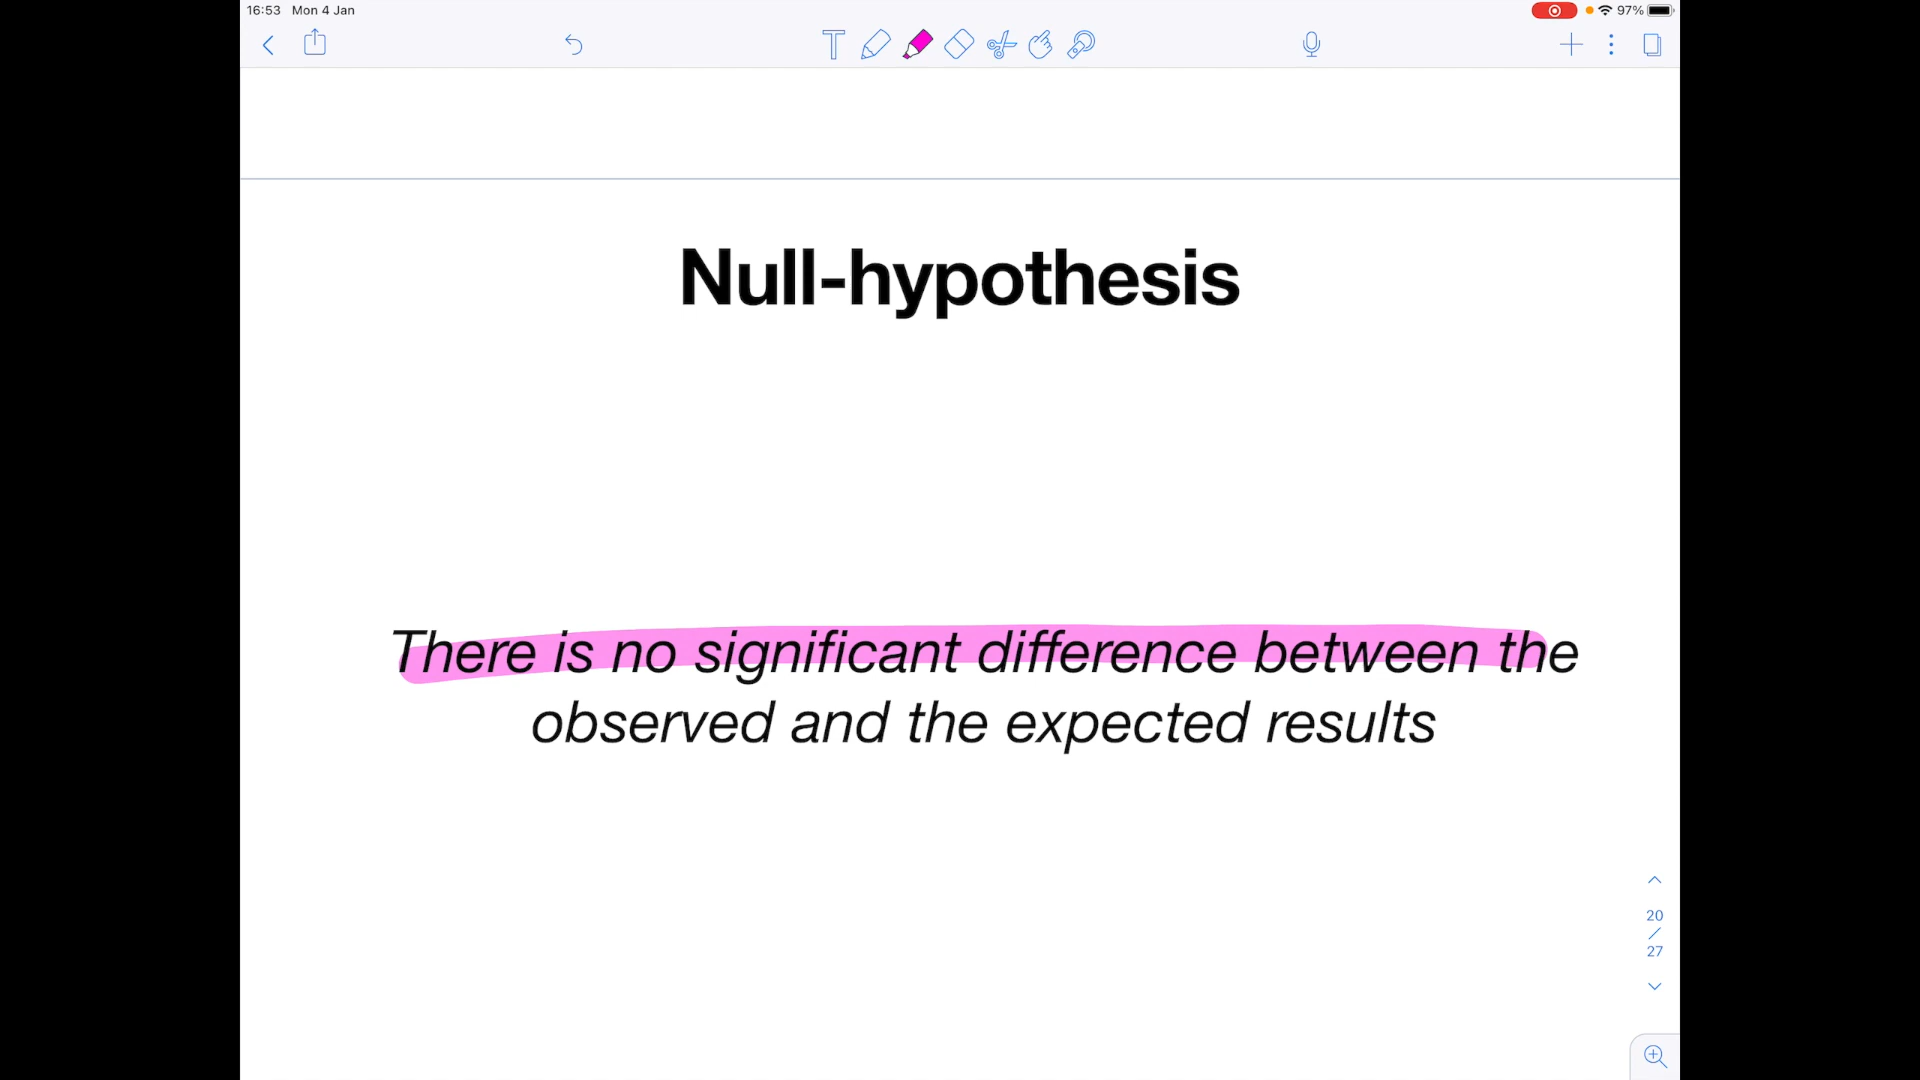 16:53 Mon 4 Jan
97%
T
Null-hypothesis
There is no significant difference between the
observed and the expected results
20
/
27